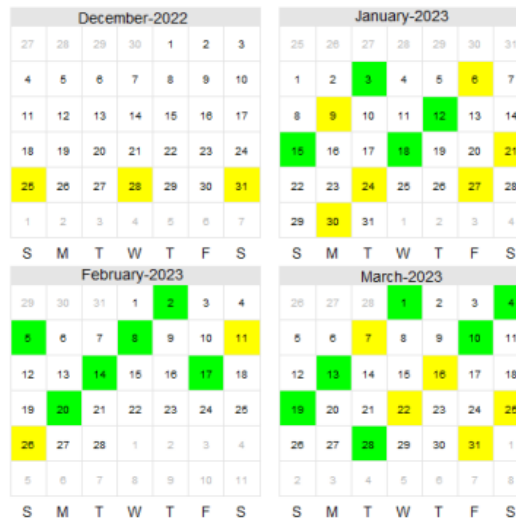 December-2022
27 28 29 30 1 2 3
4 5 6 7 8 9 10
11 12 13 14 15 16 17
18 19 20 21 22 23 24
25 26 27 28 29 30 31
1 2 3 4 5 6 7
S M T W T F S
January-2023
25 26 27 28 29 30 31
1 2 3 4 5 6 7
8 9 10 11 12 13 14
15 16 17 18 19 20 21
22 23 24 25 26 27 28
29 30 31 1 2 3 4
S M T W T F S
February-2023
29 30 31 1 2 3 4
5 6 7 8 9 10 11
12 13 14 15 16 17 18
19 20 21 22 23 24 25
26 27 28 1 2 3 4
5 6 7 8 9 10 11
S M T W T F S
March-2023
26 27 28 1 2 3 4
5 6 7 8 9 10 11
12 13 14 15 16 17 18
19 20 21 22 23 24 25
26 27 28 29 30 31 1
2 3 4 5 6 7 8
S M T W T F S